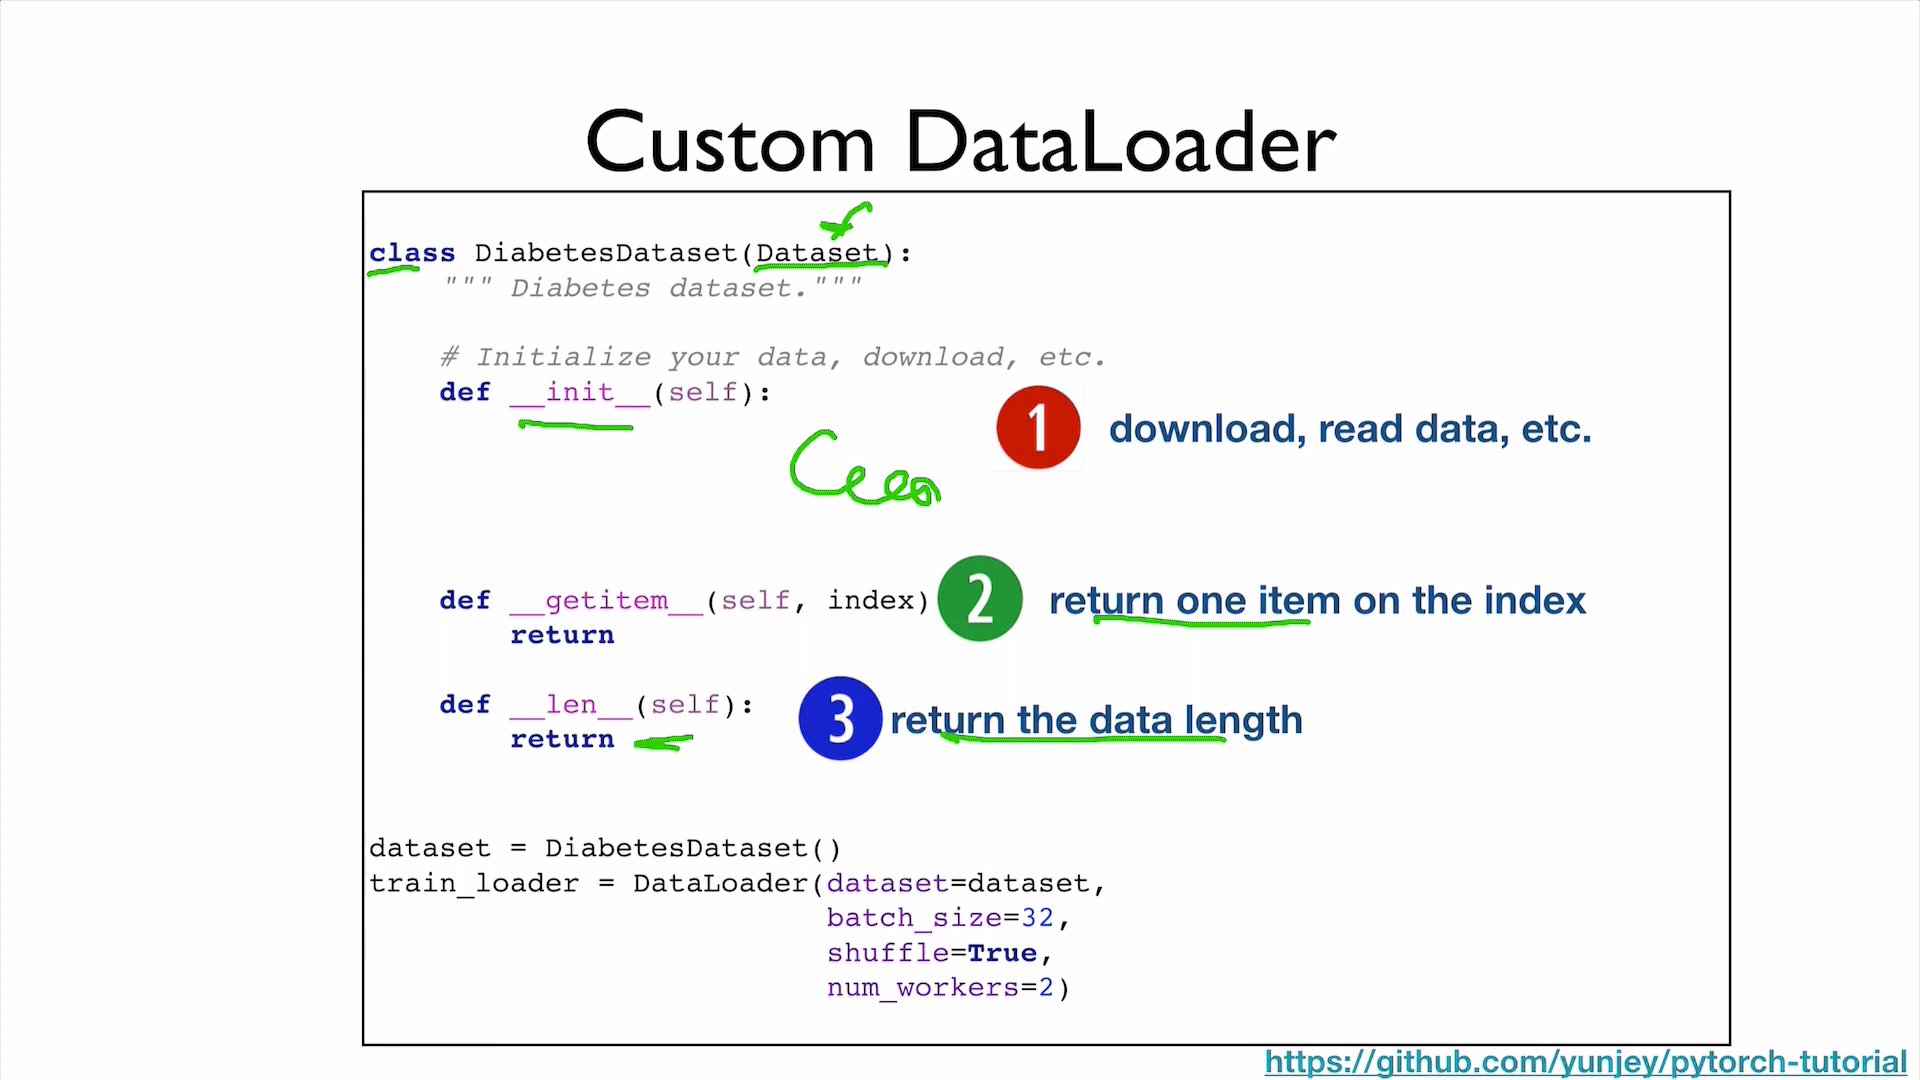 Custom DataLoader
class DiabetesDataset(Dataset):
""" Diabetes dataset."""
# Initialize your data, download, etc.
def __init__(self):
1 download, read data, etc.
def __getitem__(self, index) 2 return one item on the index
return
def __len__(self): 3 return the data length
return
dataset = DiabetesDataset()
train_loader = DataLoader(dataset=dataset,
batch_size=32,
shuffle=True,
num_workers=2)
https://github.com/yunjey/pytorch-tutorial